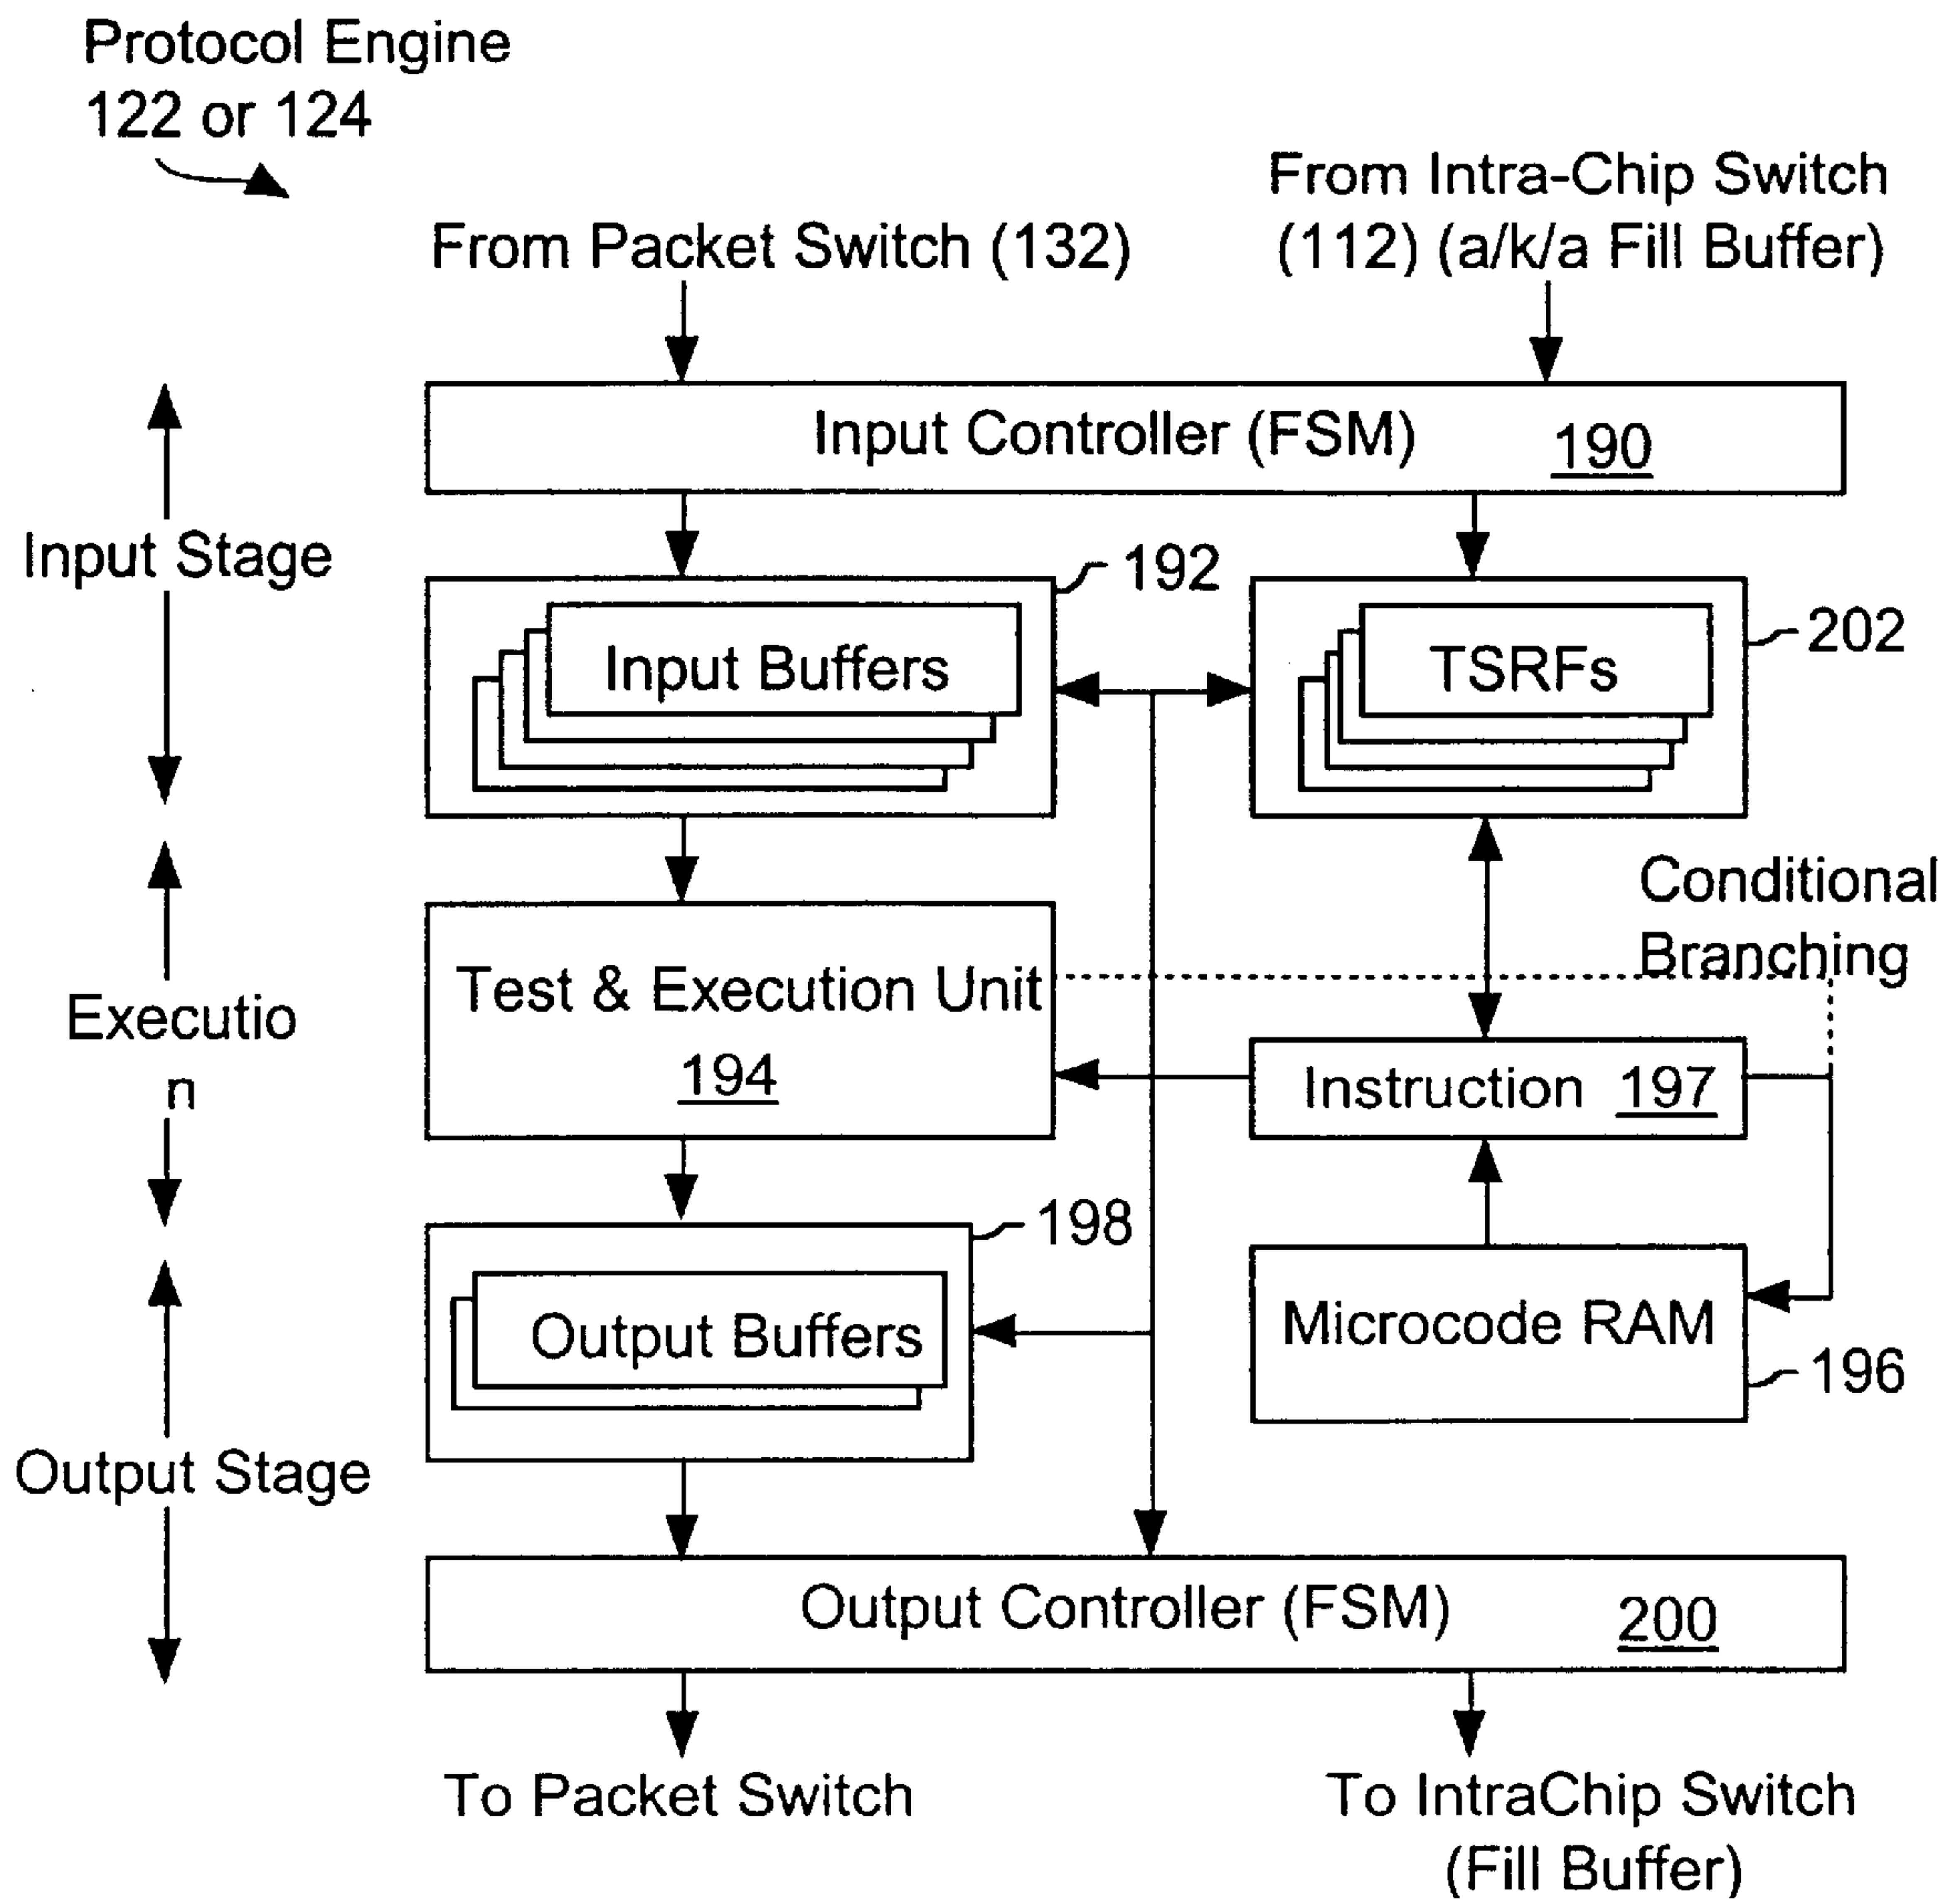 Protocol Engine
122 or 124
From Packet Switch (132)
From Intra-Chip Switch
(112) (a/k/a Fill Buffer)
Input Controller (FSM) 190
Input Stage
192
Input Buffers
202
TSRFs
Conditional
Branching
Executio
n
Test & Execution Unit
194
Instruction 197
198
Output Buffers
Microcode RAM
196
Output Stage
Output Controller (FSM) 200
To Packet Switch
To IntraChip Switch
(Fill Buffer)